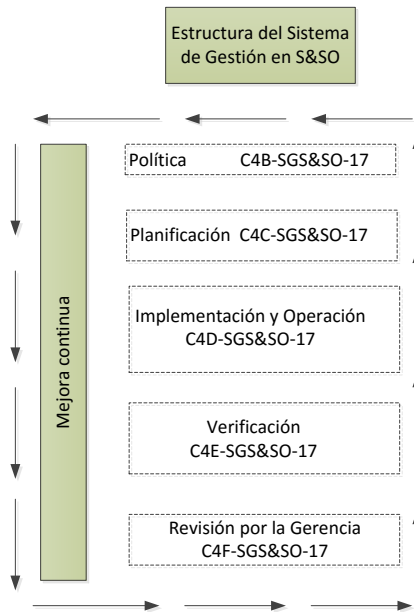 Estructura del Sistema
de Gestión en S&SO
Política C4B-SGS&SO-17
Planificación C4C-SGS&SO-17
Implementación y Operación
C4D-SGS&SO-17
Mejora continua
Verificación
C4E-SGS&SO-17
Revisión por la Gerencia
C4F-SGS&SO-17